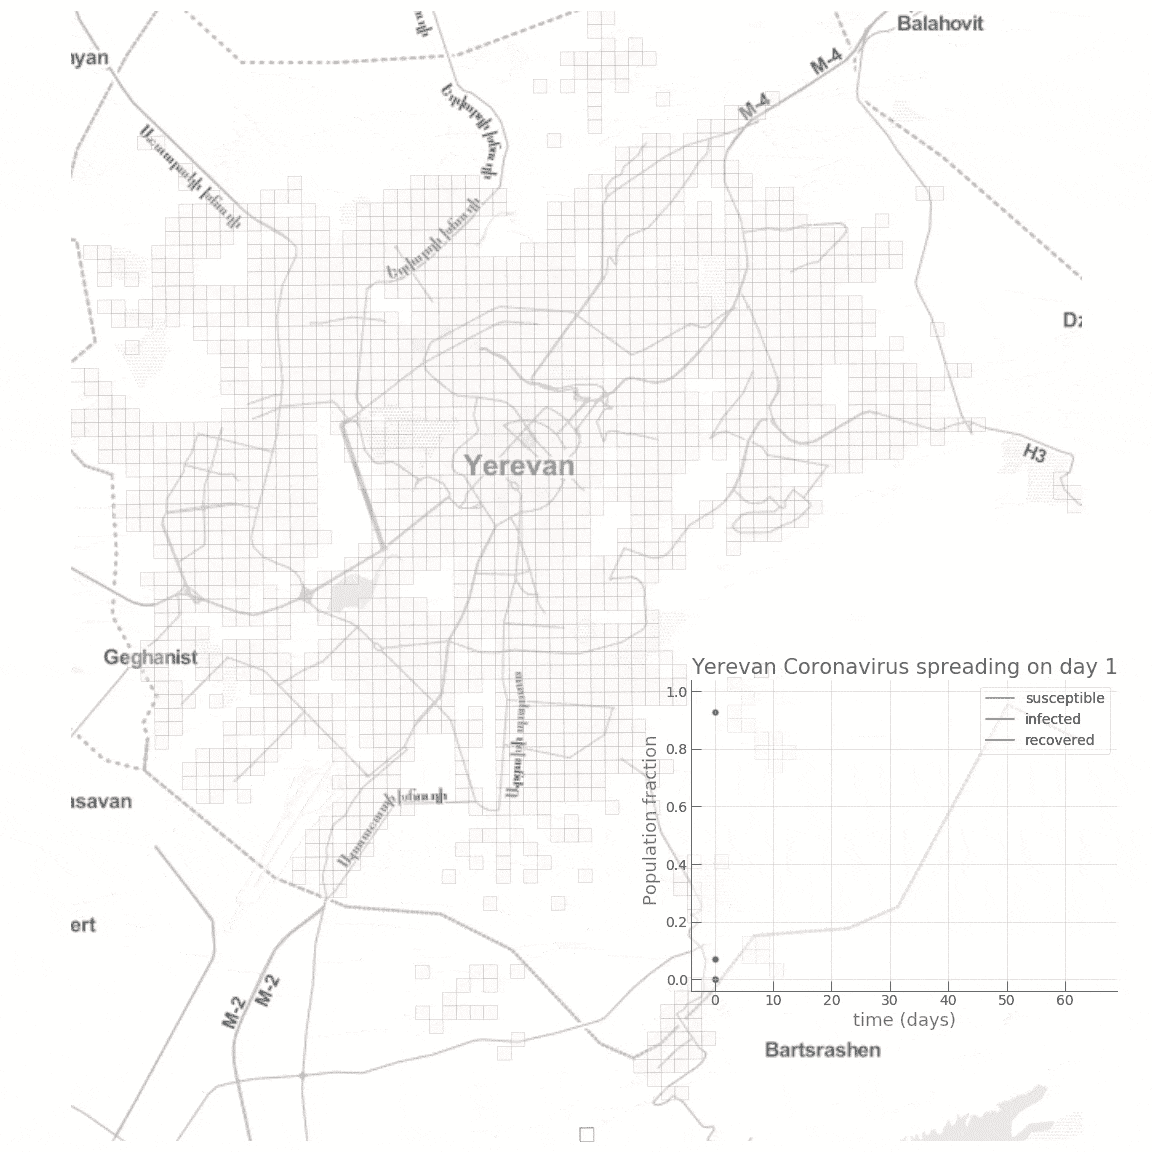 Balahovit
yan
M-4
M-4
Dz
Yerevan
H3
Geghanist
Yerevan Coronavirus spreading on day 1
1.0
susceptible
infected
recovered
0.8
0.6
0.4
0.2
0.0
Population fraction
0 10 20 30 40 50 60
time (days)
asavan
ert
M-2
M-2
Bartsrashen